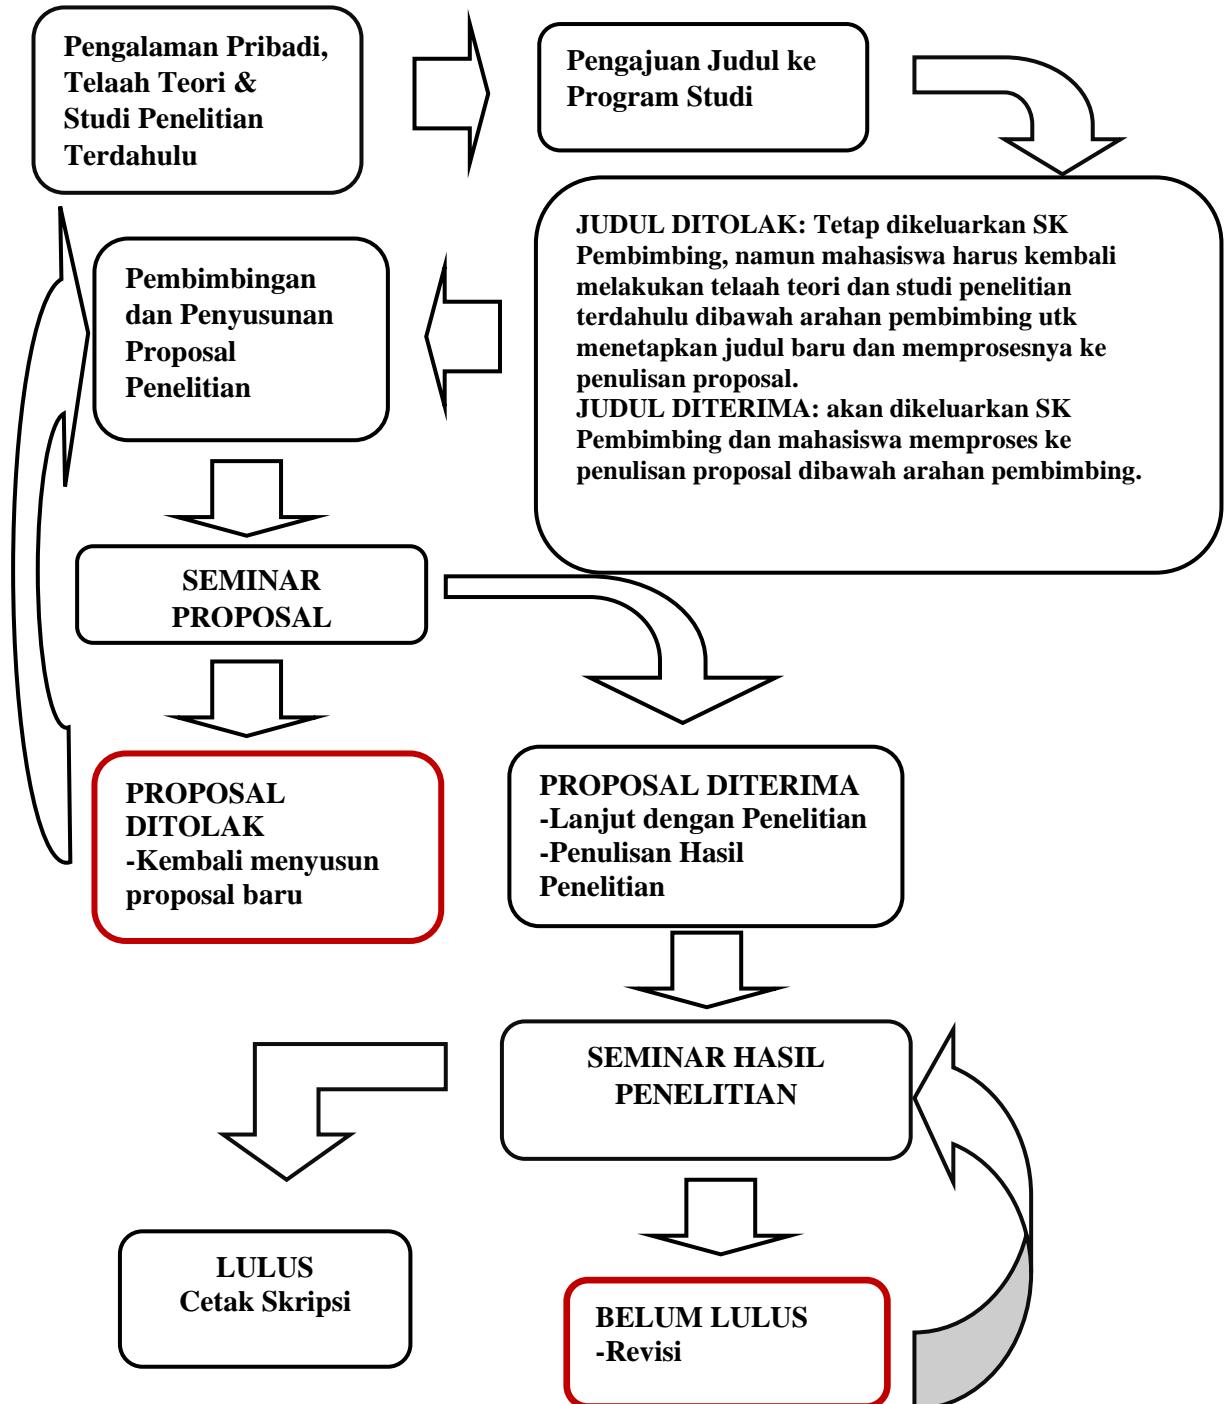 Pengalaman Pribadi,
Telaah Teori &
Studi Penelitian
Terdahulu
Pengajuan Judul ke
Program Studi
JUDUL DITOLAK: Tetap dikeluarkan SK
Pembimbing, namun mahasiswa harus kembali
melakukan telaah teori dan studi penelitian
terdahulu dibawah arahan pembimbing utk
menetapkan judul baru dan memprosesnya ke
penulisan proposal.
JUDUL DITERIMA: akan dikeluarkan SK
Pembimbing dan mahasiswa memproses ke
penulisan proposal dibawah arahan pembimbing.
Pembimbingan
dan Penyusunan
Proposal
Penelitian
SEMINAR
PROPOSAL
PROPOSAL
DITOLAK
-Kembali menyusun
proposal baru
PROPOSAL DITERIMA
-Lanjut dengan Penelitian
-Penulisan Hasil
Penelitian
SEMINAR HASIL
PENELITIAN
LULUS
Cetak Skripsi
BELUM LULUS
-Revisi